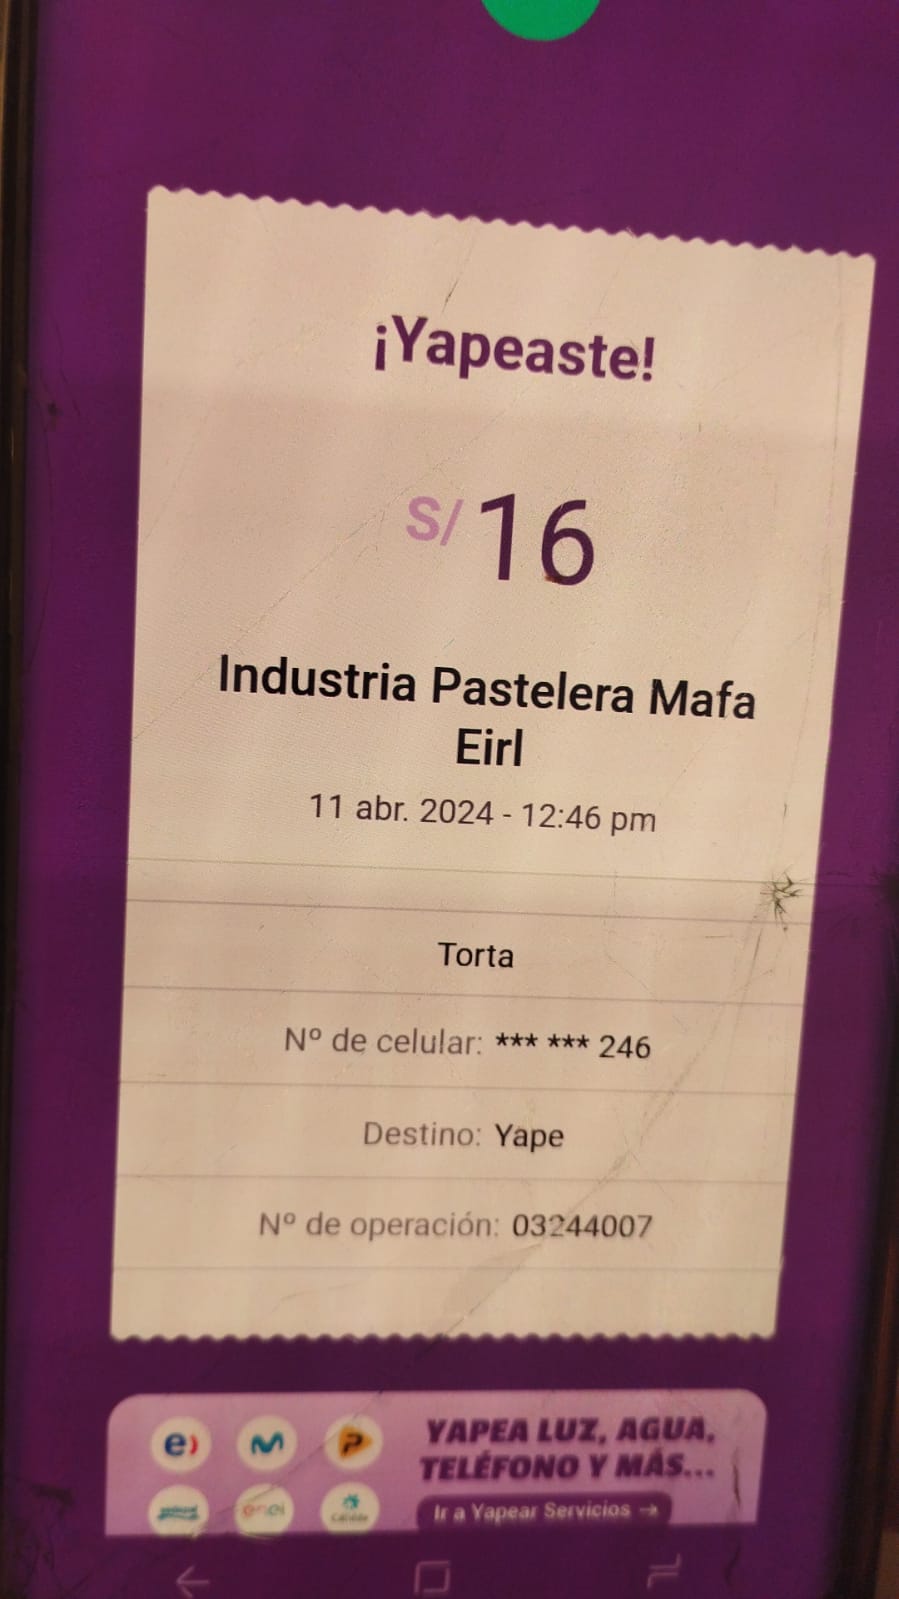 ¡Yapeaste!
S/ 16
Industria Pastelera Mafa
Eirl
11 abr. 2024 - 12:46 pm
Torta
Nº de celular: *** *** 246
Destino: Yape
Nº de operación: 03244007
e)
P
YAPEA LUZ, AGUA,
TELÉFONO Y MÁS...
enel
Ir a Yapear Servicios →